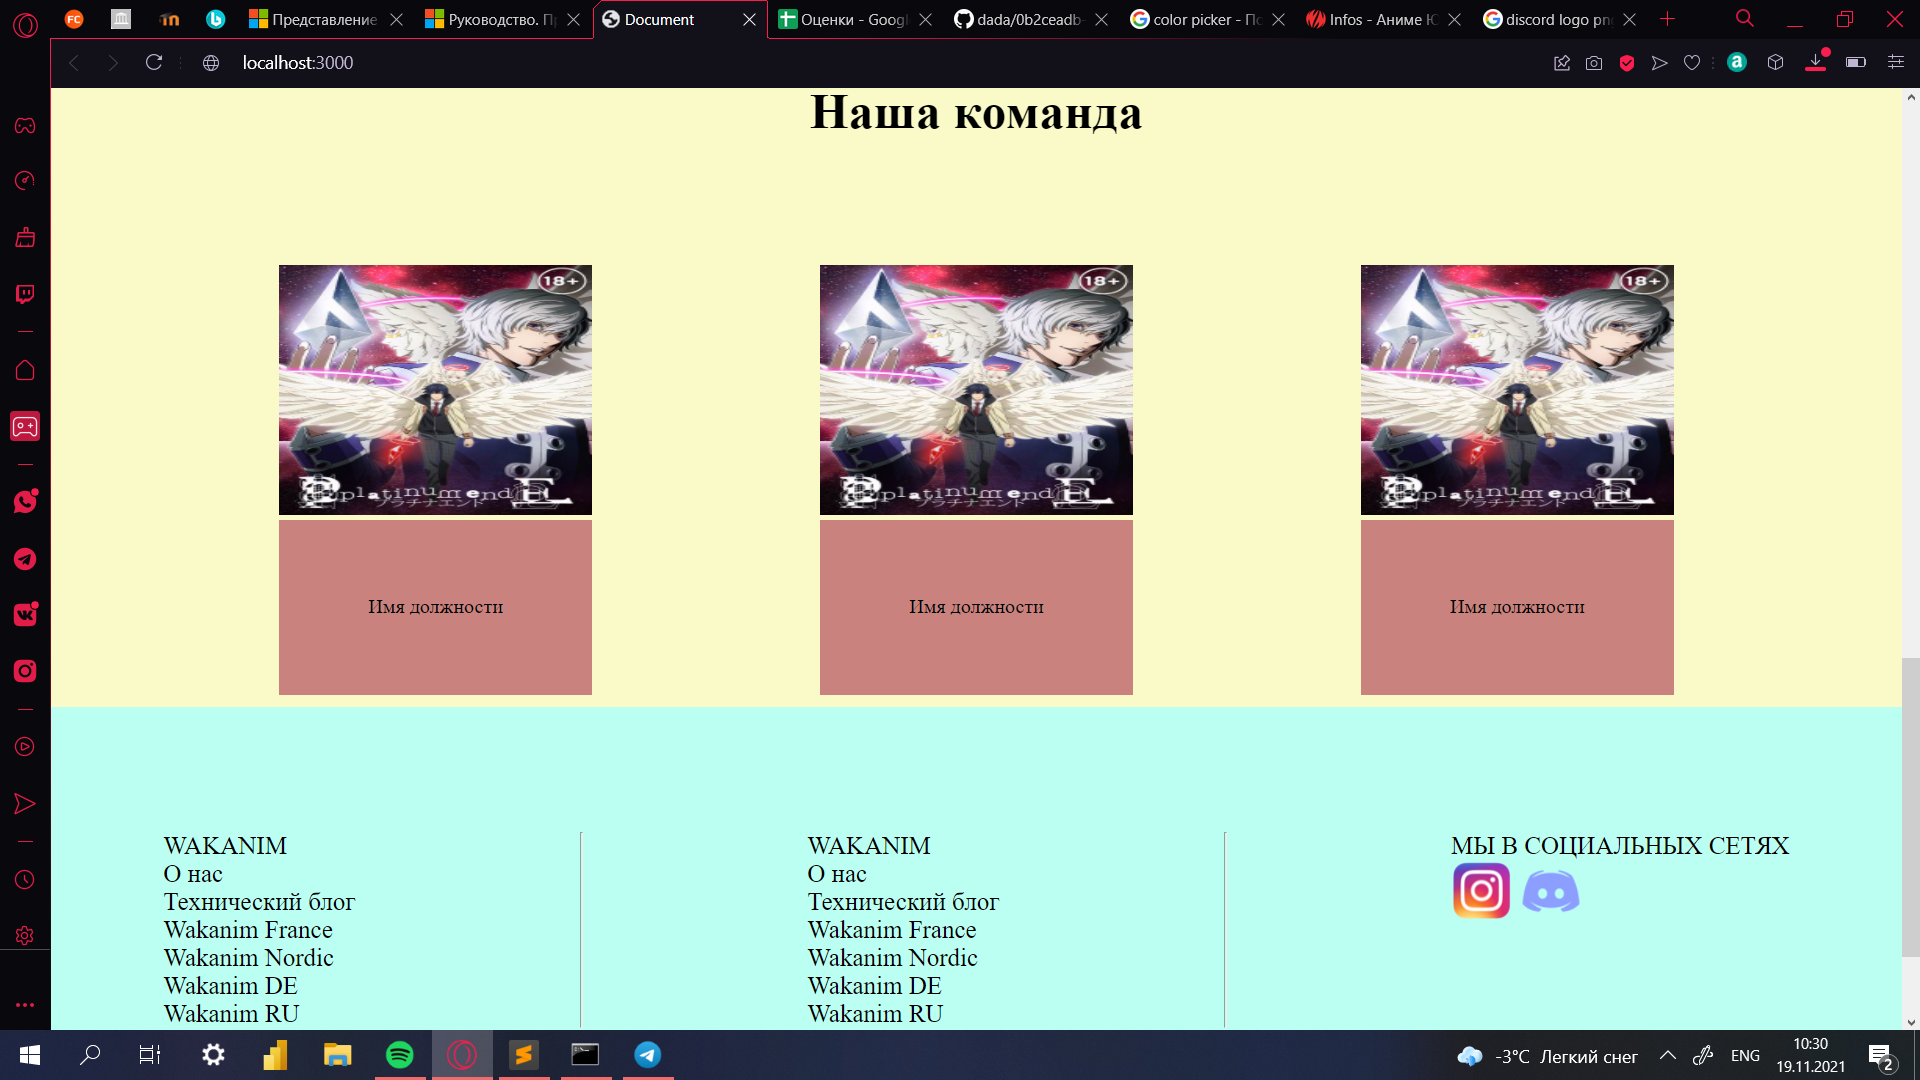 FC Представление Руководство. П Document Оценки - Googl dada/0b2ceadb- color picker - По Infos - Аниме Ю discord logo pn
localhost:3000
Наша команда
18+ 18+ 18+
platinum end platinum end platinum end
プラチナエンド プラチナエンド プラチナエンド
Имя должности Имя должности Имя должности
WAKANIM
О нас
Технический блог
Wakanim France
Wakanim Nordic
Wakanim DE
Wakanim RU
WAKANIM
О нас
Технический блог
Wakanim France
Wakanim Nordic
Wakanim DE
Wakanim RU
МЫ В СОЦИАЛЬНЫХ СЕТЯХ
-3°C Легкий снег ENG 10:30
19.11.2021 2